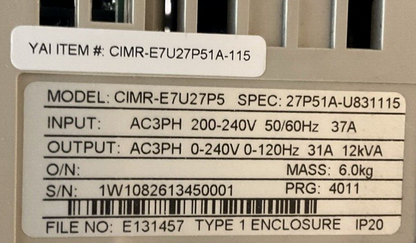 YAI ITEM #: CIMR-E7U27P51A-115
MODEL: CIMR-E7U27P5 SPEC: 27P51A-U831115
INPUT: AC3PH 200-240V 50/60Hz 37A
OUTPUT: AC3PH 0-240V 0-120Hz 31A 12kVA
O/N: MASS: 6.0kg
S/N: 1W1082613450001 PRG: 4011
FILE NO: E131457 TYPE 1 ENCLOSURE IP20